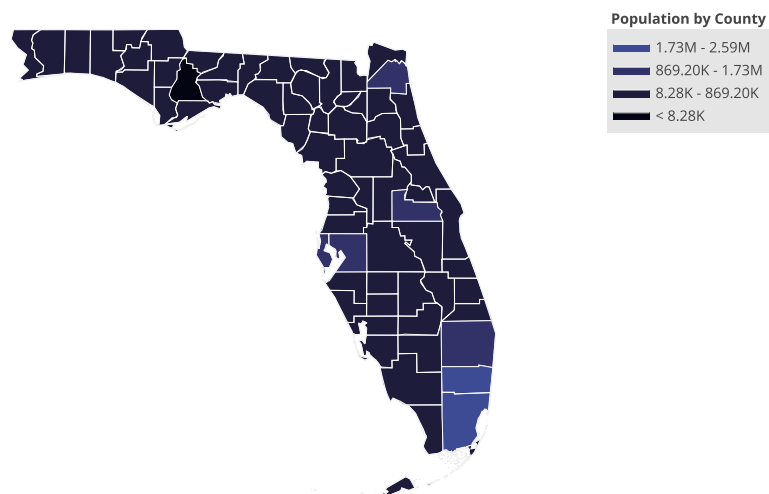 Population by County
1.73M - 2.59M
869.20K - 1.73M
8.28K - 869.20K
< 8.28K